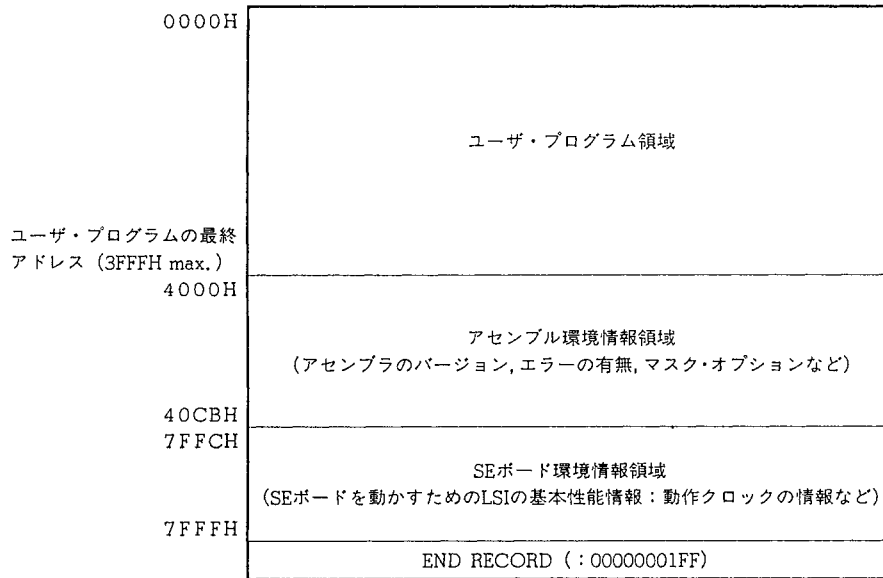 0000H
ユーザ・プログラム領域
ユーザ・プログラムの最終
アドレス (3FFFH max.)
4000H
アセンブル環境情報領域
(アセンブラのバージョン, エラーの有無, マスク・オプションなど)
40CBH
7FFCH
SEボード環境情報領域
(SEボードを動かすためのLSIの基本性能情報：動作クロックの情報など)
7FFFH
END RECORD (：00000001FF)